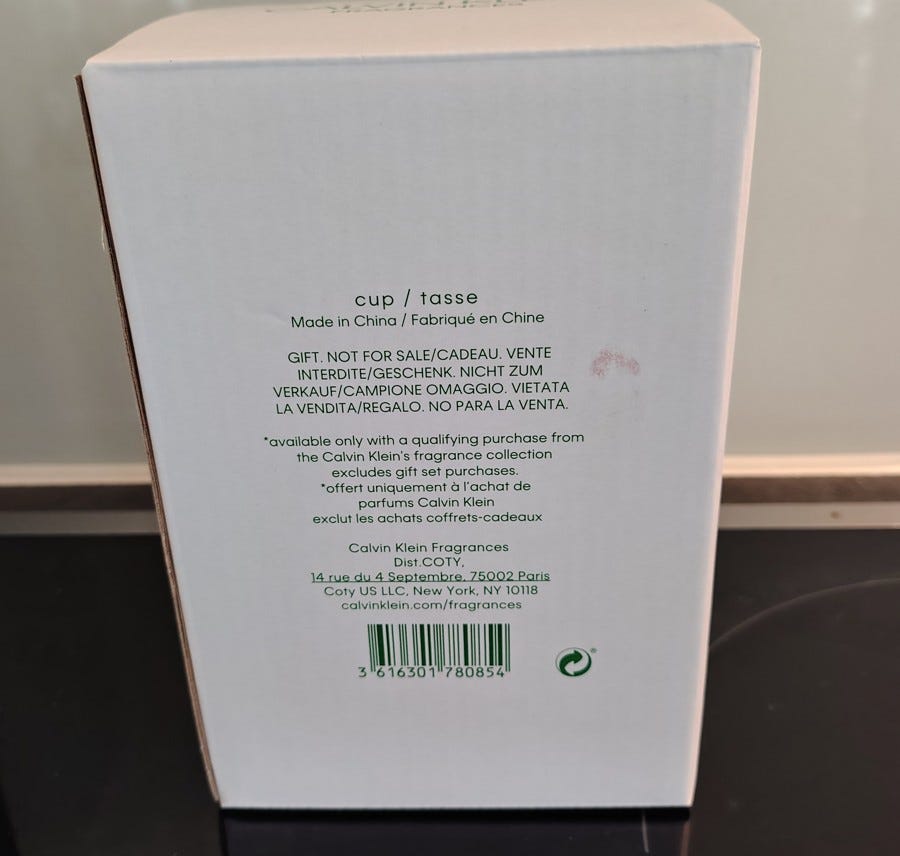 FRAGRANCES
cup / tasse
Made in China / Fabriqué en Chine
GIFT. NOT FOR SALE/CADEAU. VENTE
INTERDITE/GESCHENK. NICHT ZUM
VERKAUF/CAMPIONE OMAGGIO. VIETATA
LA VENDITA/REGALO. NO PARA LA VENTA.
*available only with a qualifying purchase from
the Calvin Klein's fragrance collection
excludes gift set purchases.
*offert uniquement à l'achat de
parfums Calvin Klein
exclut les achats coffrets-cadeaux
Calvin Klein Fragrances
Dist.COTY,
14 rue du 4 Septembre, 75002 Paris
Coty US LLC, New York, NY 10118
calvinklein.com/fragrances
3 616301 780854